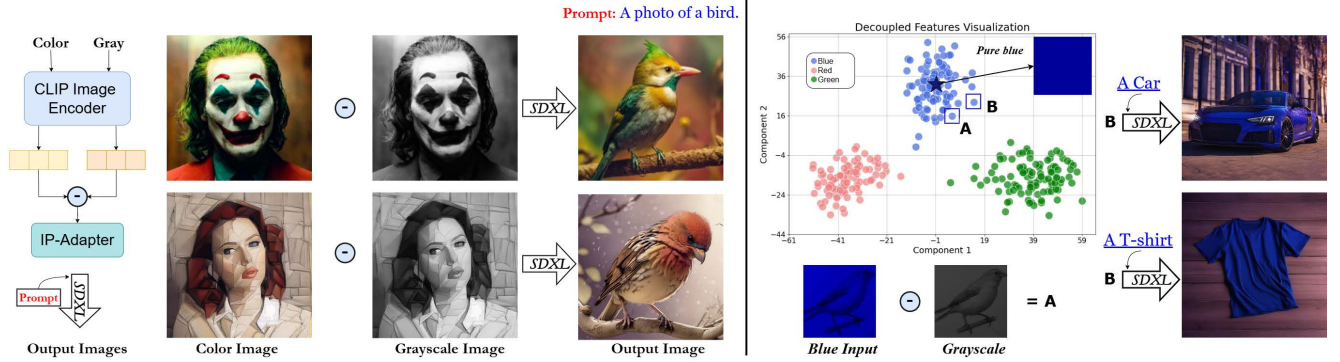 Prompt: A photo of a bird.
Color
Gray
CLIP Image
Encoder
-
IP-Adapter
Prompt
SDXL
Output Images
-
SDXL
-
SDXL
Color Image
Grayscale Image
Output Image
Decoupled Features Visualization
56
36
16
−4
−24
−44
Component 2
Blue
Red
Green
Pure blue
B
A
−61
−41
−21
−1
19
39
59
Component 1
A Car
B
SDXL
A T-shirt
B
SDXL
-
= A
Blue Input
Grayscale